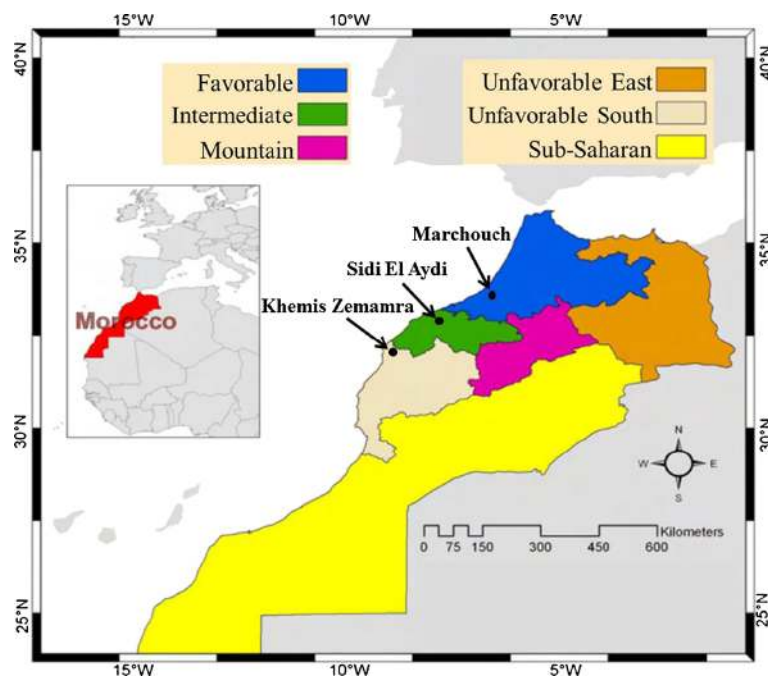 15°W 10°W 5°W
40°N 40°N
Favorable
Intermediate
Mountain
Unfavorable East
Unfavorable South
Sub-Saharan
35°N 35°N
Marchouch
Sidi El Aydi
Khemis Zemamra
Morocco
30°N 30°N
N
W E
S
Kilometers
0 75 150 300 450 600
25°N 25°N
15°W 10°W 5°W